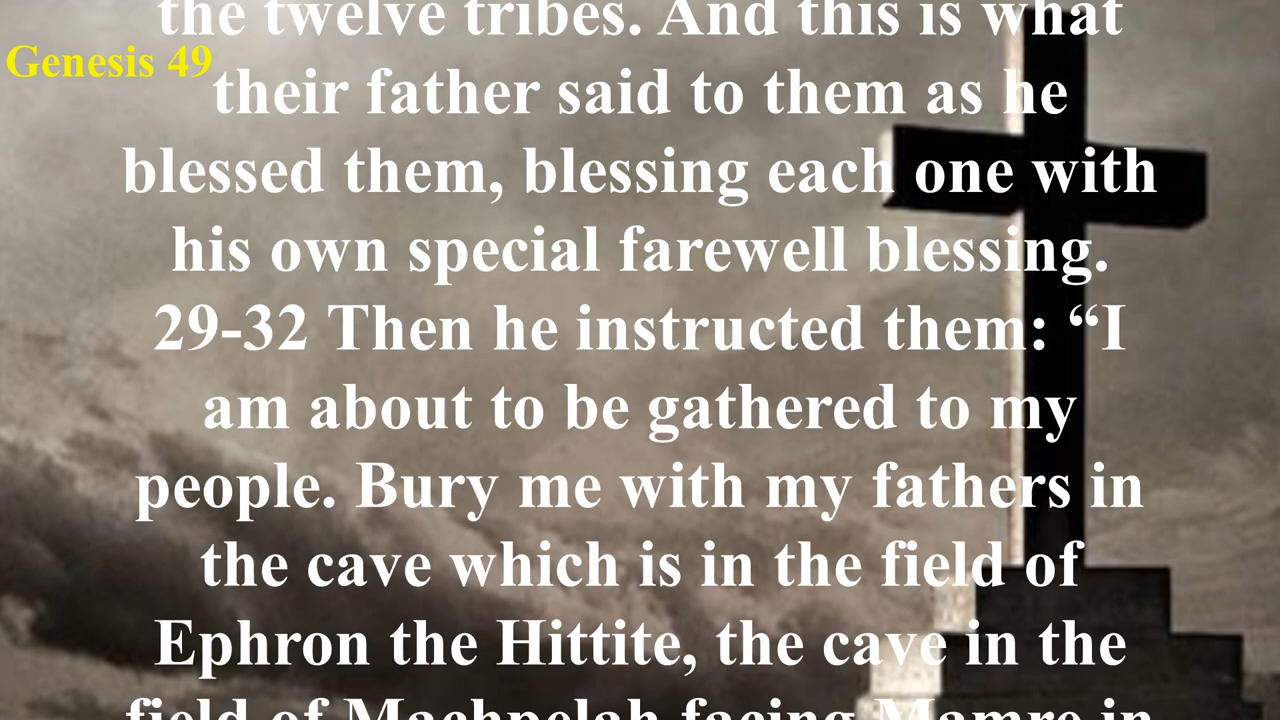 the twelve tribes. And this is what
Genesis 49
their father said to them as he
blessed them, blessing each one with
his own special farewell blessing.
29-32 Then he instructed them: “I
am about to be gathered to my
people. Bury me with my fathers in
the cave which is in the field of
Ephron the Hittite, the cave in the
field of Machpelah facing Mamre in